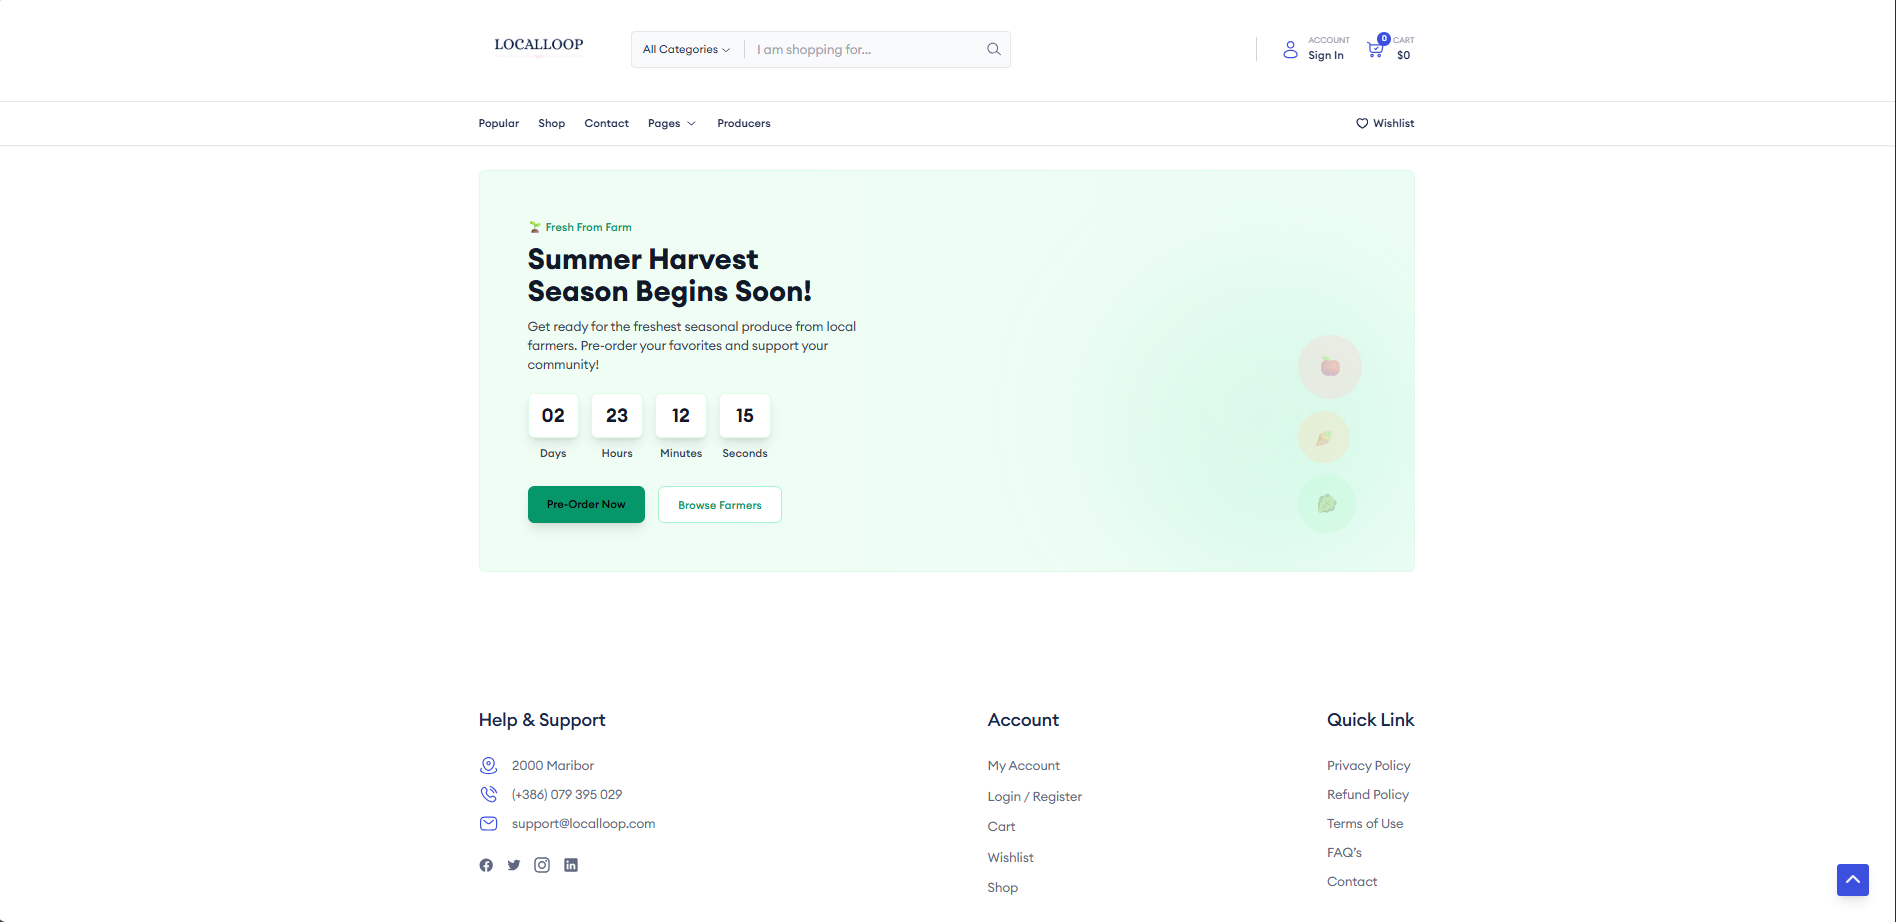 LOCALLOOP
All Categories
I am shopping for...
ACCOUNT
Sign In
0
CART
$0
Popular
Shop
Contact
Pages
Producers
Wishlist
Fresh From Farm
Summer Harvest
Season Begins Soon!
Get ready for the freshest seasonal produce from local
farmers. Pre-order your favorites and support your
community!
02 23 12 15
Days Hours Minutes Seconds
Pre-Order Now
Browse Farmers
Help & Support
2000 Maribor
(+386) 079 395 029
support@localloop.com
Account
My Account
Login / Register
Cart
Wishlist
Shop
Quick Link
Privacy Policy
Refund Policy
Terms of Use
FAQ's
Contact